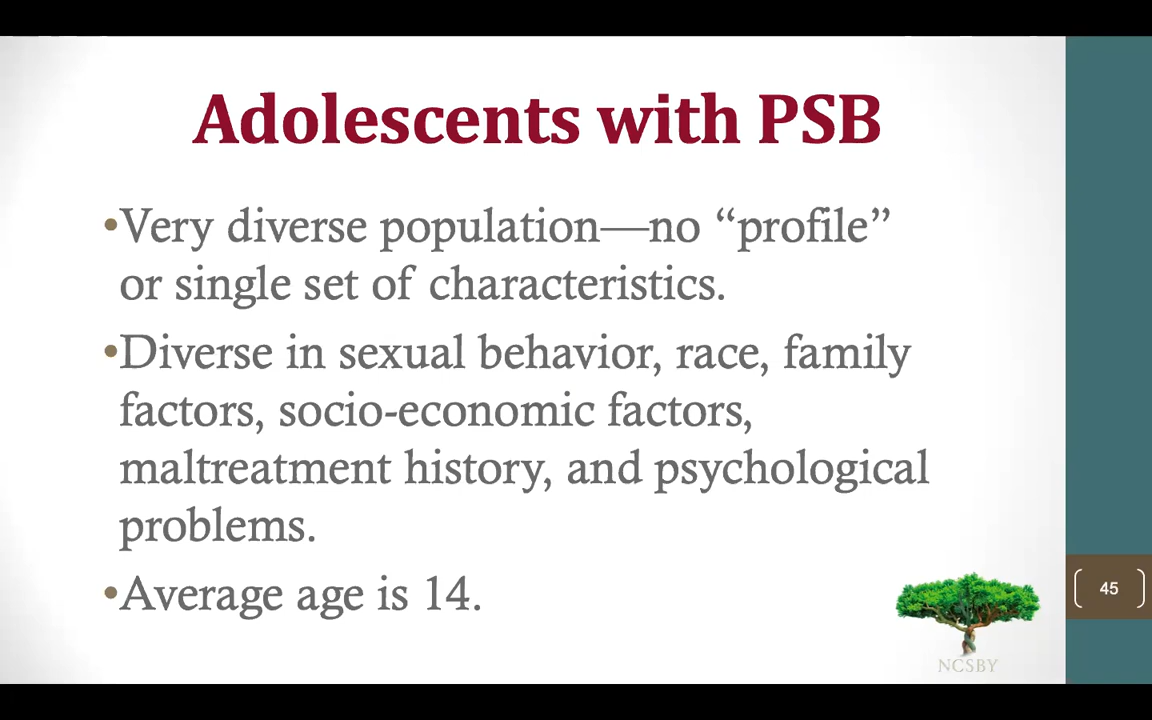 Adolescents with PSB
•Very diverse population—no “profile”
or single set of characteristics.
•Diverse in sexual behavior, race, family
factors, socio-economic factors,
maltreatment history, and psychological
problems.
•Average age is 14.
45
NCSBY